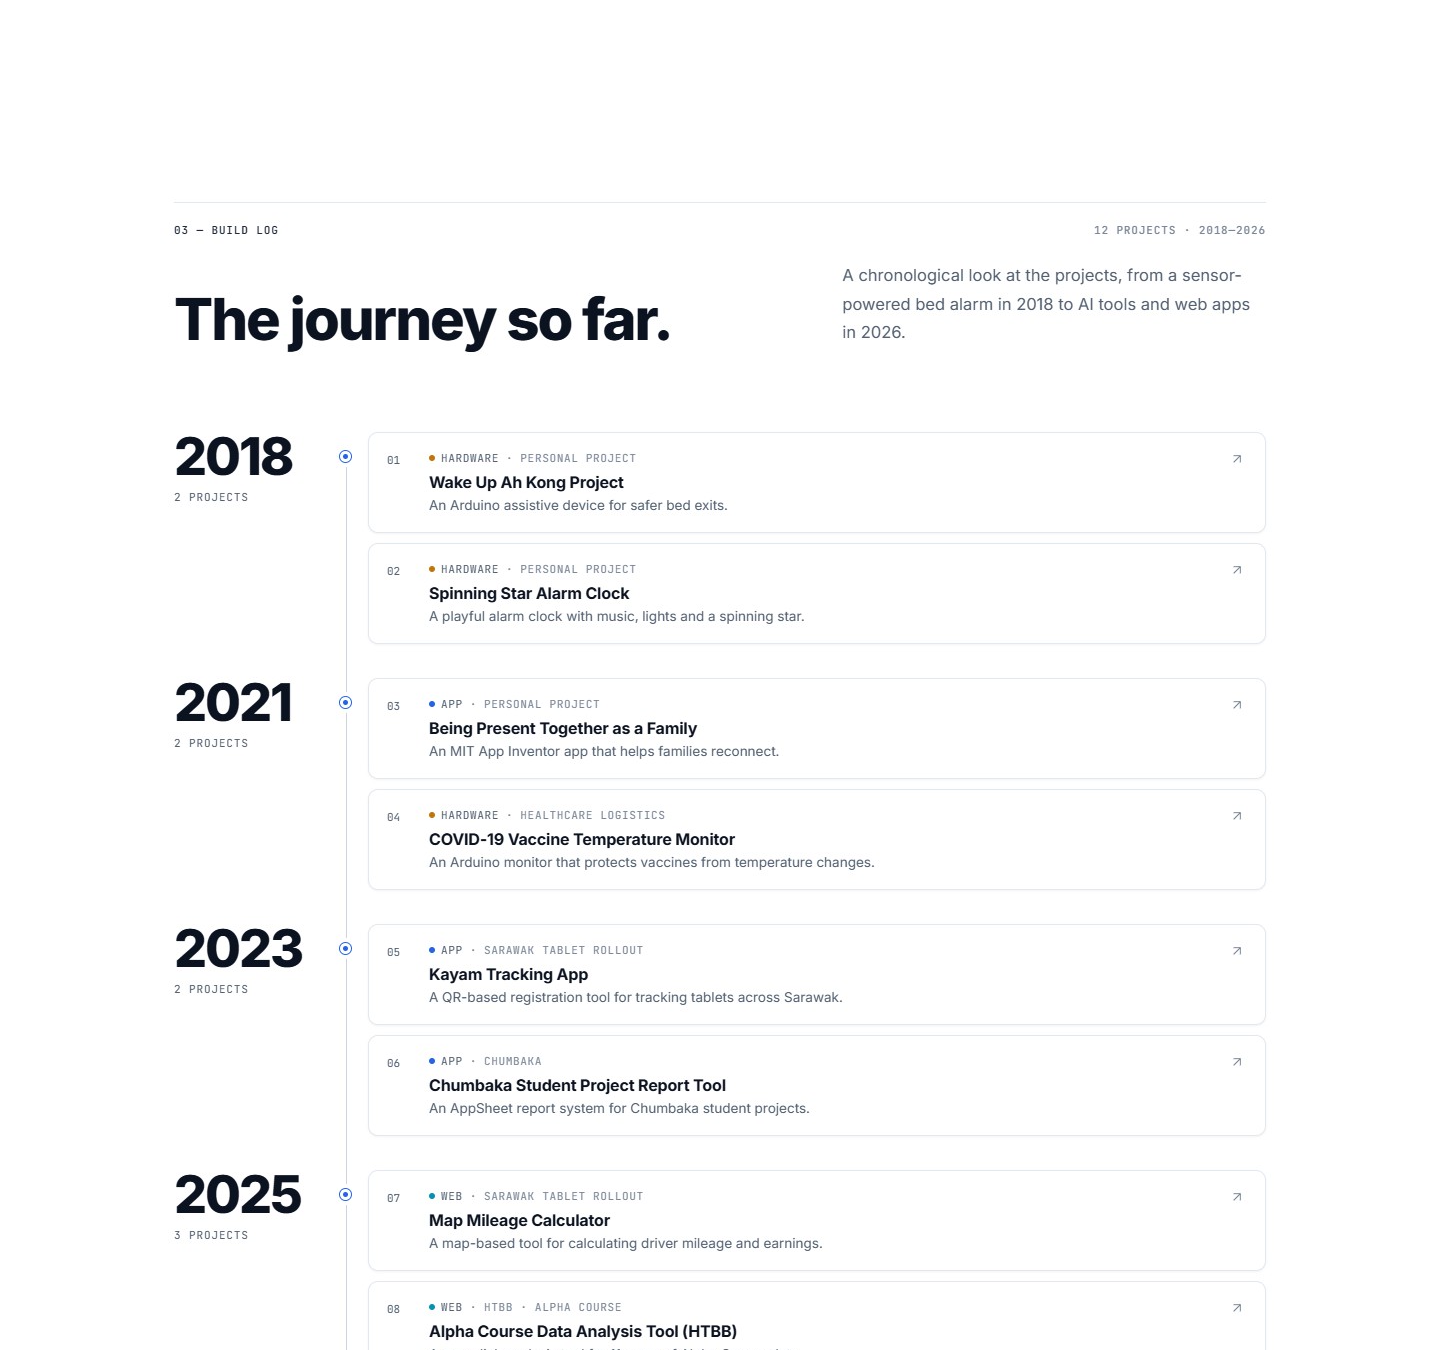 03 — BUILD LOG
12 PROJECTS · 2018—2026
The journey so far.
A chronological look at the projects, from a sensor-
powered bed alarm in 2018 to AI tools and web apps
in 2026.
2018
2 PROJECTS
01
HARDWARE · PERSONAL PROJECT
Wake Up Ah Kong Project
An Arduino assistive device for safer bed exits.
02
HARDWARE · PERSONAL PROJECT
Spinning Star Alarm Clock
A playful alarm clock with music, lights and a spinning star.
2021
2 PROJECTS
03
APP · PERSONAL PROJECT
Being Present Together as a Family
An MIT App Inventor app that helps families reconnect.
04
HARDWARE · HEALTHCARE LOGISTICS
COVID-19 Vaccine Temperature Monitor
An Arduino monitor that protects vaccines from temperature changes.
2023
2 PROJECTS
05
APP · SARAWAK TABLET ROLLOUT
Kayam Tracking App
A QR-based registration tool for tracking tablets across Sarawak.
06
APP · CHUMBAKA
Chumbaka Student Project Report Tool
An AppSheet report system for Chumbaka student projects.
2025
3 PROJECTS
07
WEB · SARAWAK TABLET ROLLOUT
Map Mileage Calculator
A map-based tool for calculating driver mileage and earnings.
08
WEB · HTBB · ALPHA COURSE
Alpha Course Data Analysis Tool (HTBB)